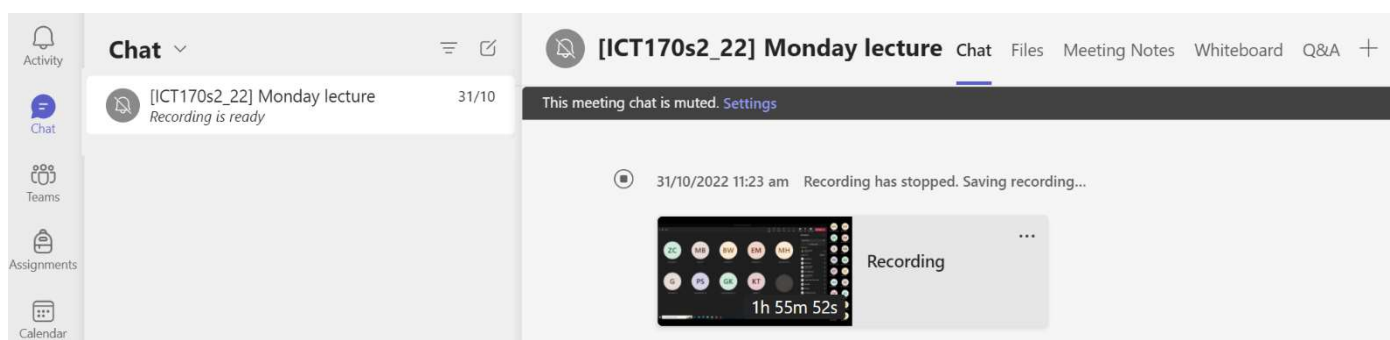 Activity
Chat
Teams
Assignments
Calendar
Chat
[ICT170s2_22] Monday lecture 31/10
Recording is ready
[ICT170s2_22] Monday lecture Chat Files Meeting Notes Whiteboard Q&A
This meeting chat is muted. Settings
31/10/2022 11:23 am Recording has stopped. Saving recording...
ZC MB BW EM MH
G PS GK KT
1h 55m 52s
Recording